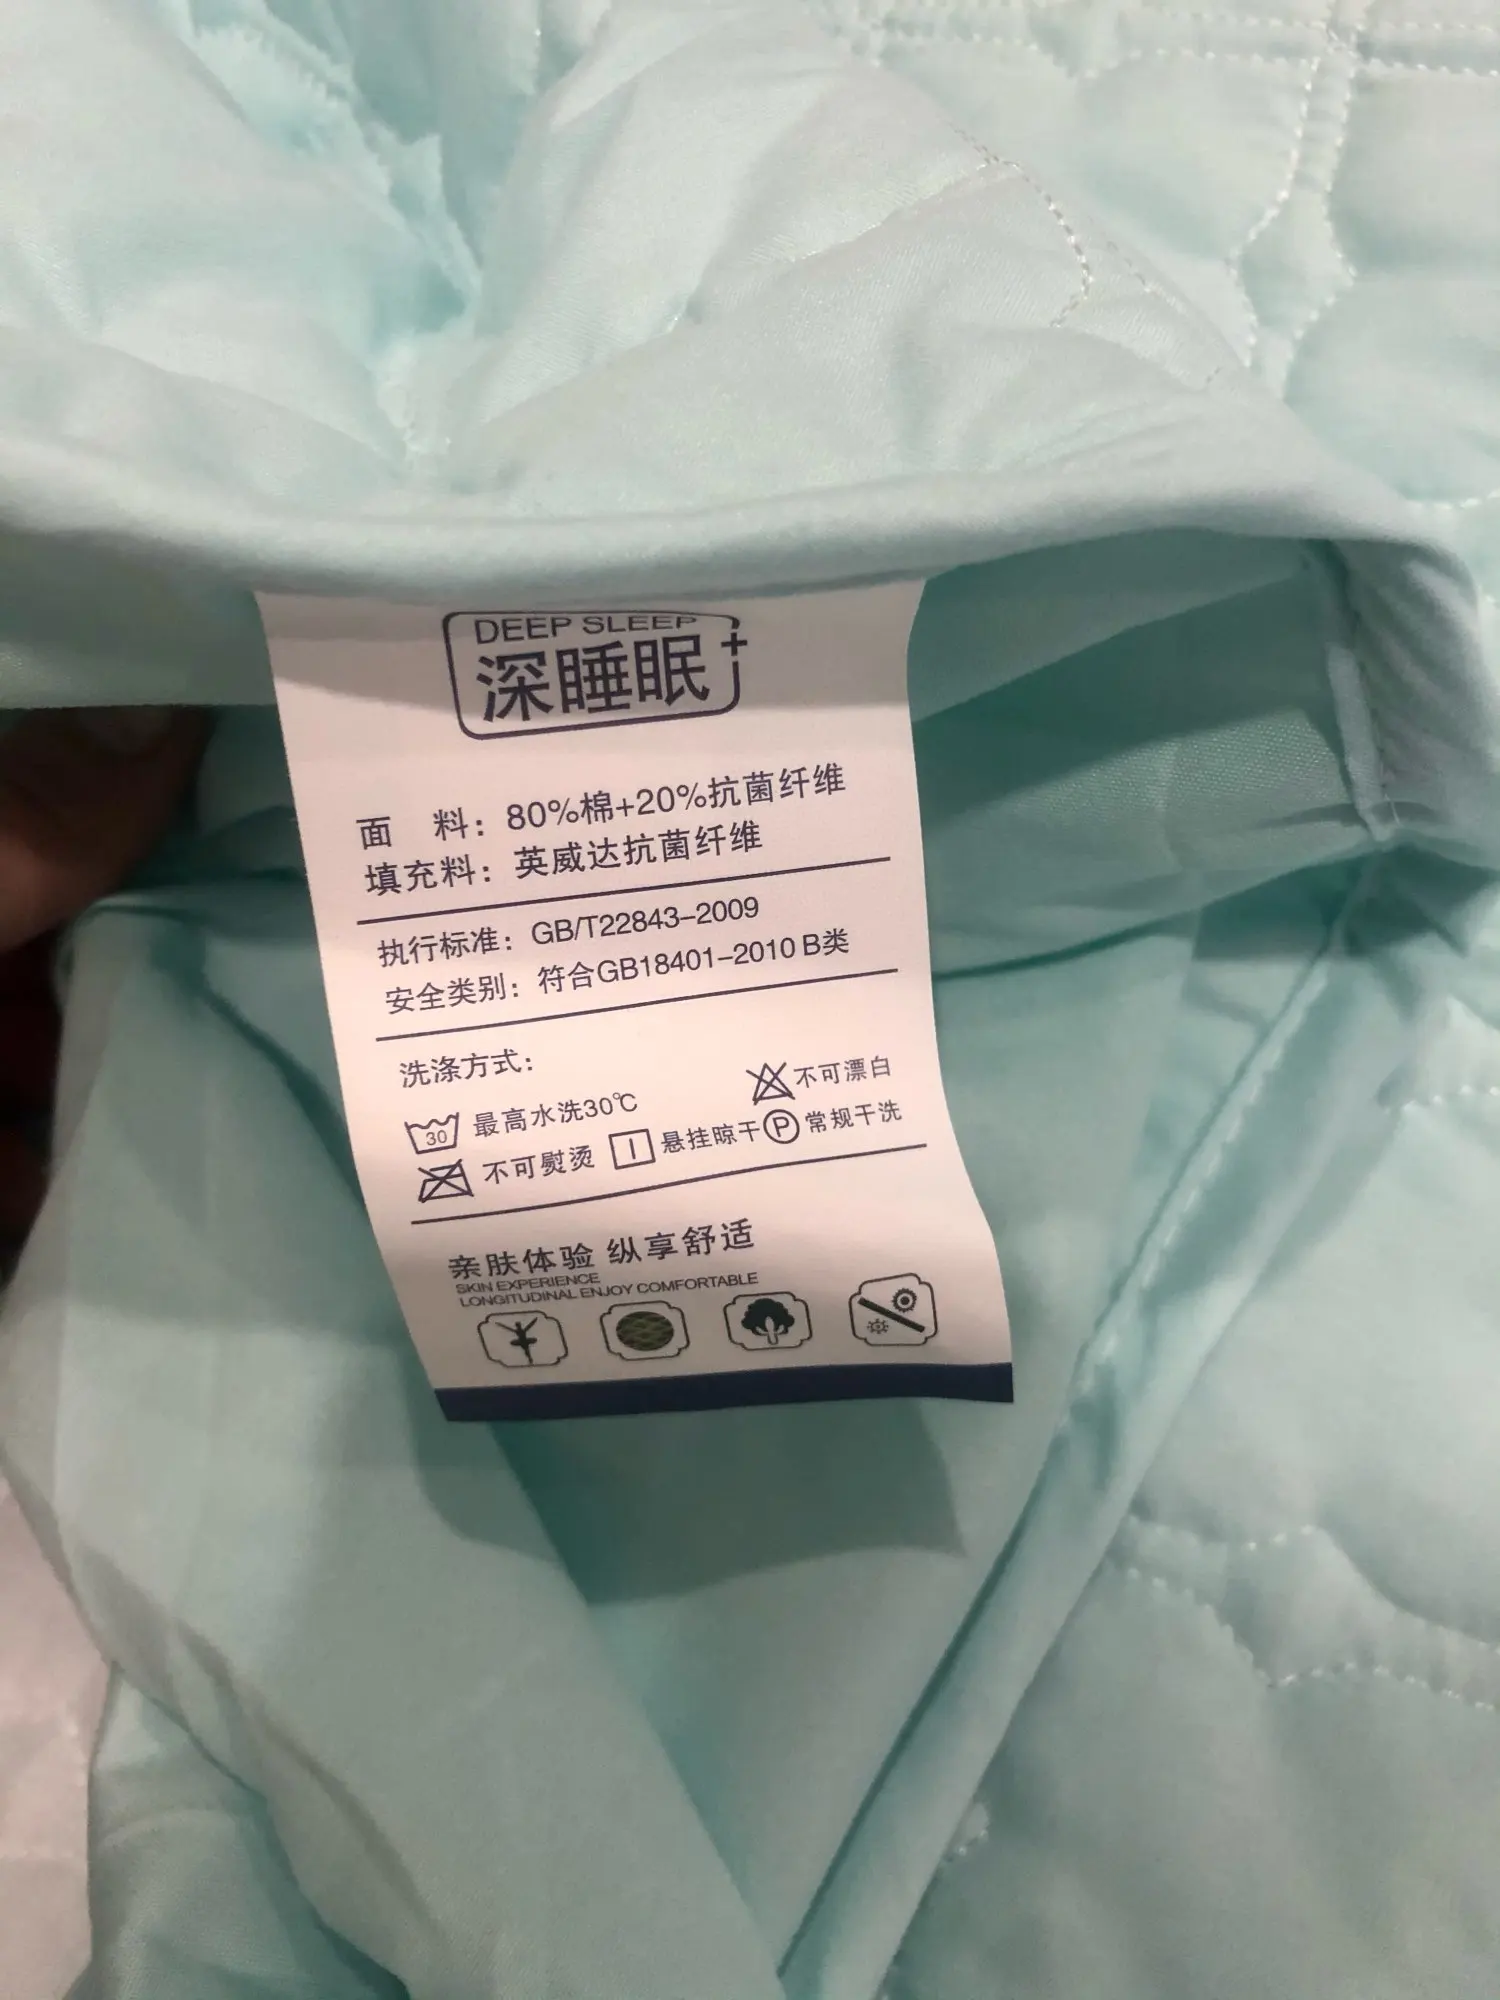 DEEP SLEEP
深睡眠+
面 料：80%棉+20%抗菌纤维
填充料：英威达抗菌纤维
执行标准：GB/T22843-2009
安全类别：符合GB18401-2010 B类
洗涤方式：
30 最高水洗30℃ 不可漂白
不可熨烫 悬挂晾干 P 常规干洗
亲肤体验 纵享舒适
SKIN EXPERIENCE
LONGITUDINAL ENJOY COMFORTABLE